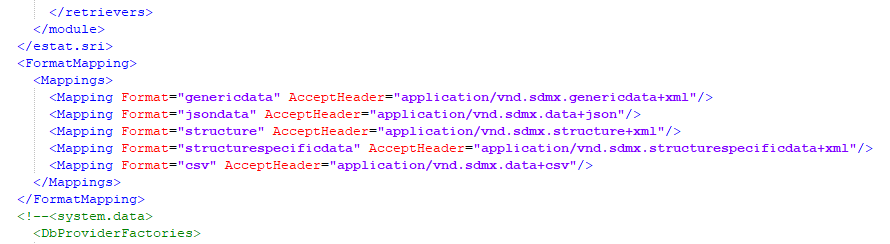 </retrievers>
</module>
</estat.sri>
<FormatMapping>
<Mappings>
<Mapping Format="genericdata" AcceptHeader="application/vnd.sdmx.genericdata+xml"/>
<Mapping Format="jsondata" AcceptHeader="application/vnd.sdmx.data+json"/>
<Mapping Format="structure" AcceptHeader="application/vnd.sdmx.structure+xml"/>
<Mapping Format="structurespecificdata" AcceptHeader="application/vnd.sdmx.structurespecificdata+xml"/>
<Mapping Format="csv" AcceptHeader="application/vnd.sdmx.data+csv"/>
</Mappings>
</FormatMapping>
<!--<system.data>
<DbProviderFactories>